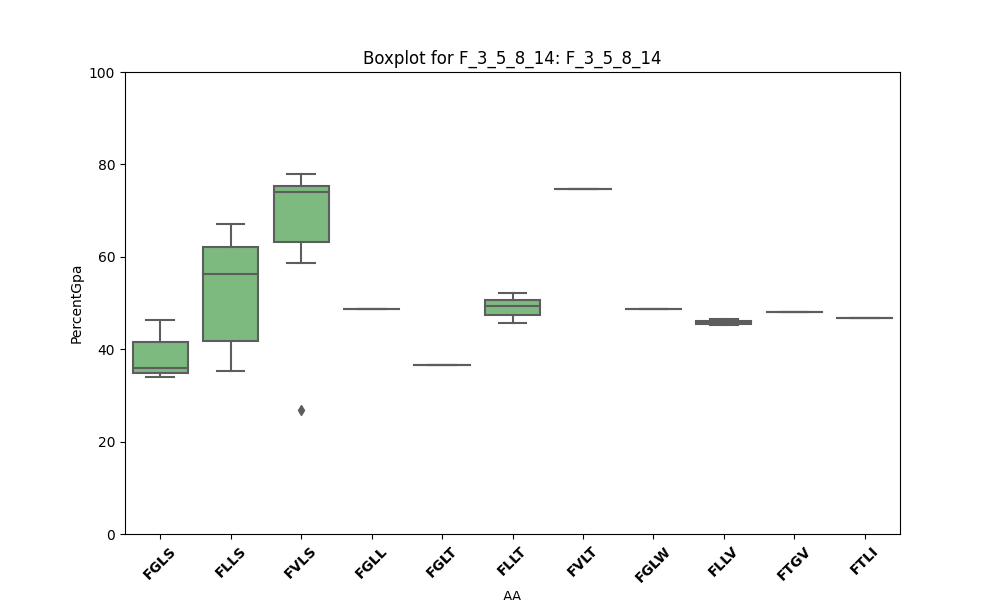 Boxplot for F_3_5_8_14: F_3_5_8_14
100
80
60
40
20
0
PercentGpa
FGLS FLLS FVLS FGLL FGLT FLLT FVLT FGLW FLLV FTGV FTLI
AA